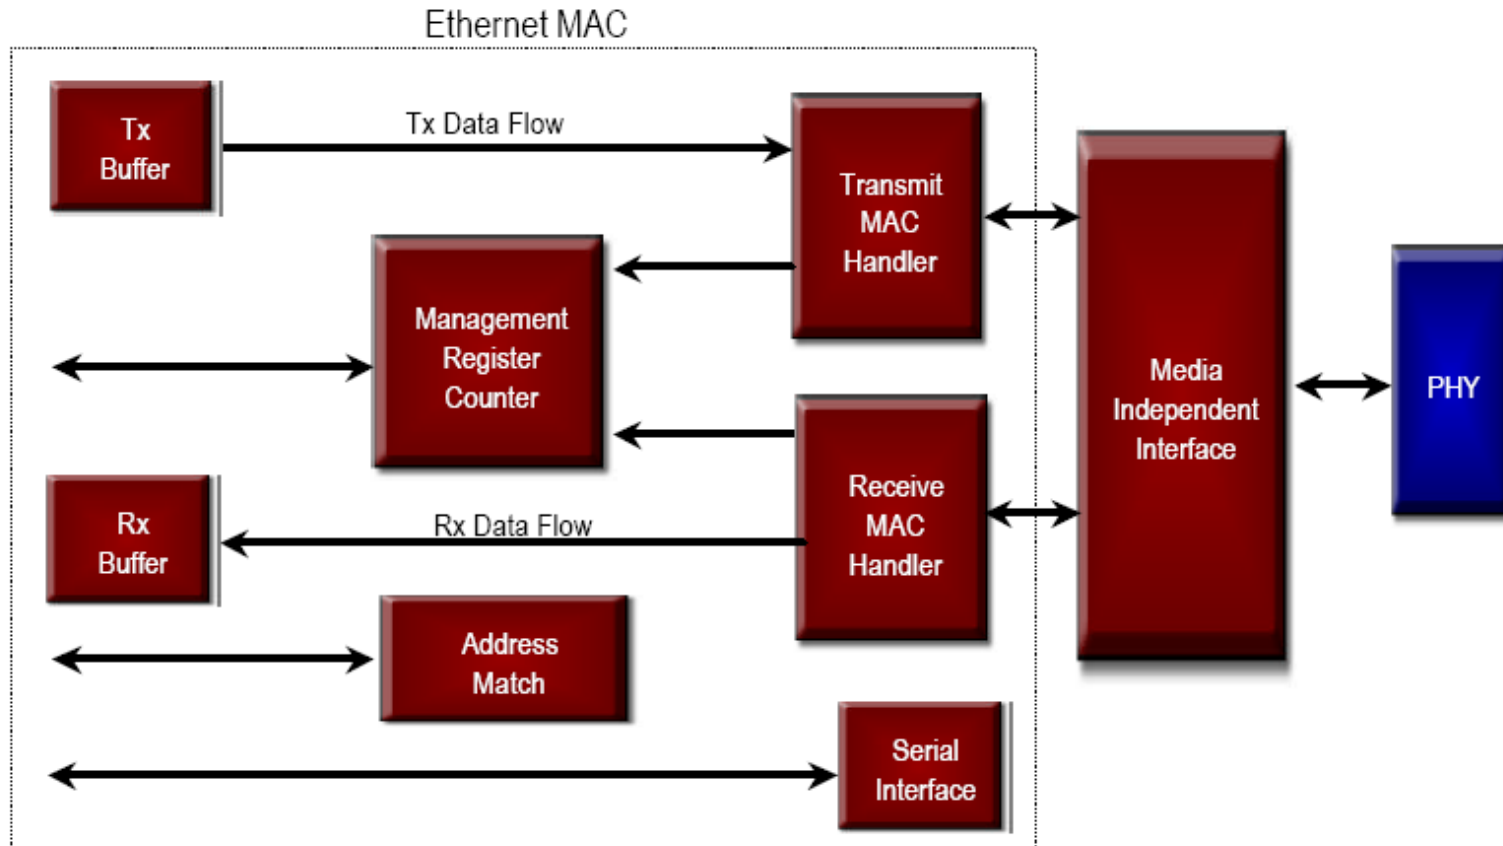 Ethernet MAC
Tx
Buffer
Tx Data Flow
Transmit
MAC
Handler
Management
Register
Counter
Media
Independent
Interface
PHY
Rx
Buffer
Rx Data Flow
Receive
MAC
Handler
Address
Match
Serial
Interface